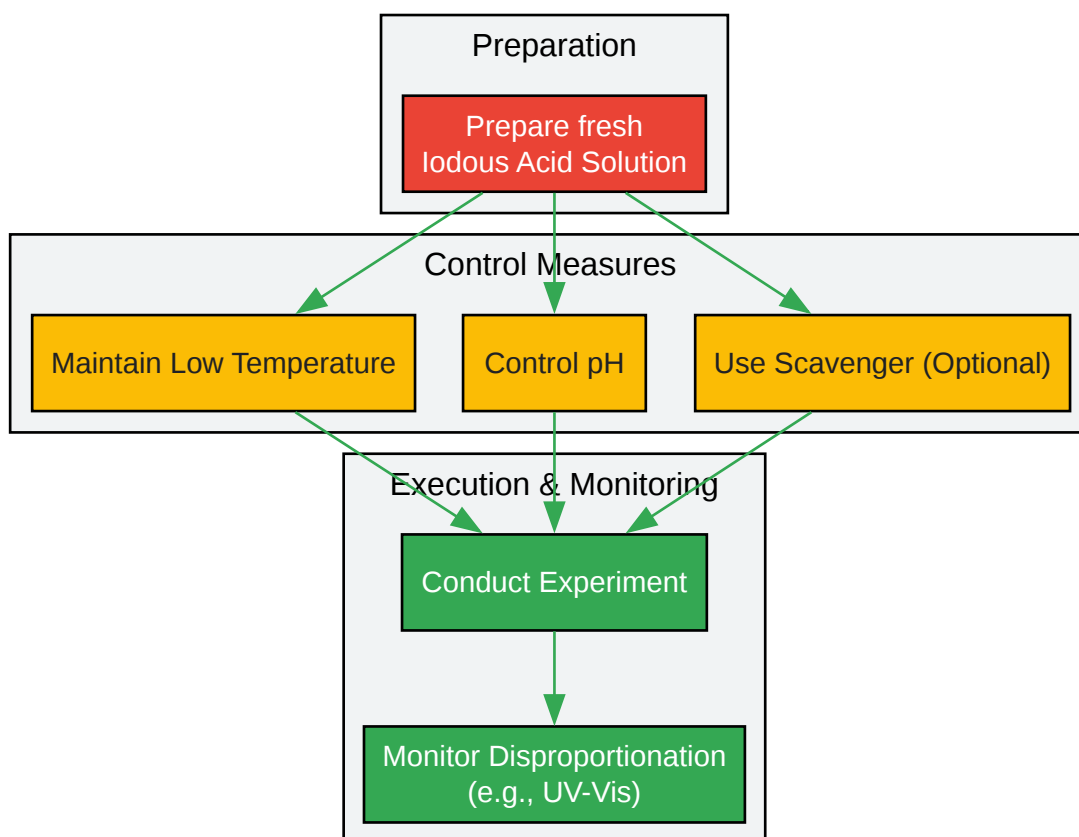 Preparation
Prepare fresh
Iodous Acid Solution
Control Measures
Maintain Low Temperature
Control pH
Use Scavenger (Optional)
Execution & Monitoring
Conduct Experiment
Monitor Disproportionation
(e.g., UV-Vis)